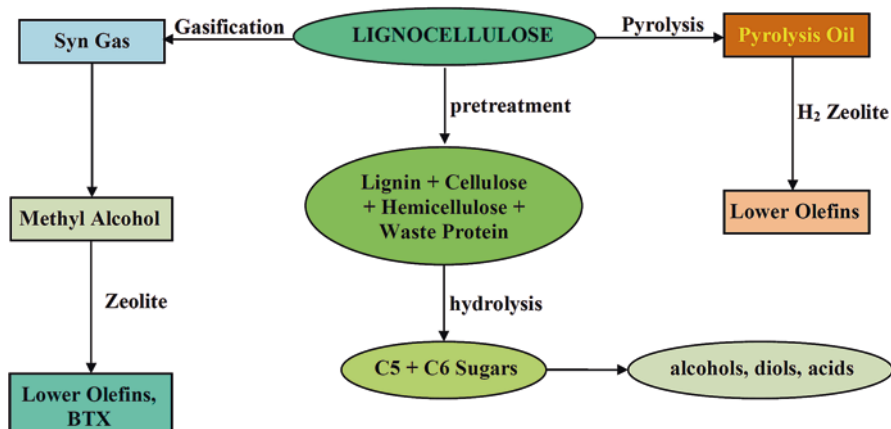 Syn Gas
Gasification
LIGNOCELLULOSE
Pyrolysis
Pyrolysis Oil
pretreatment
H₂ Zeolite
Lignin + Cellulose
+ Hemicellulose +
Waste Protein
Methyl Alcohol
Lower Olefins
Zeolite
hydrolysis
Lower Olefins,
BTX
C5 + C6 Sugars
alcohols, diols, acids